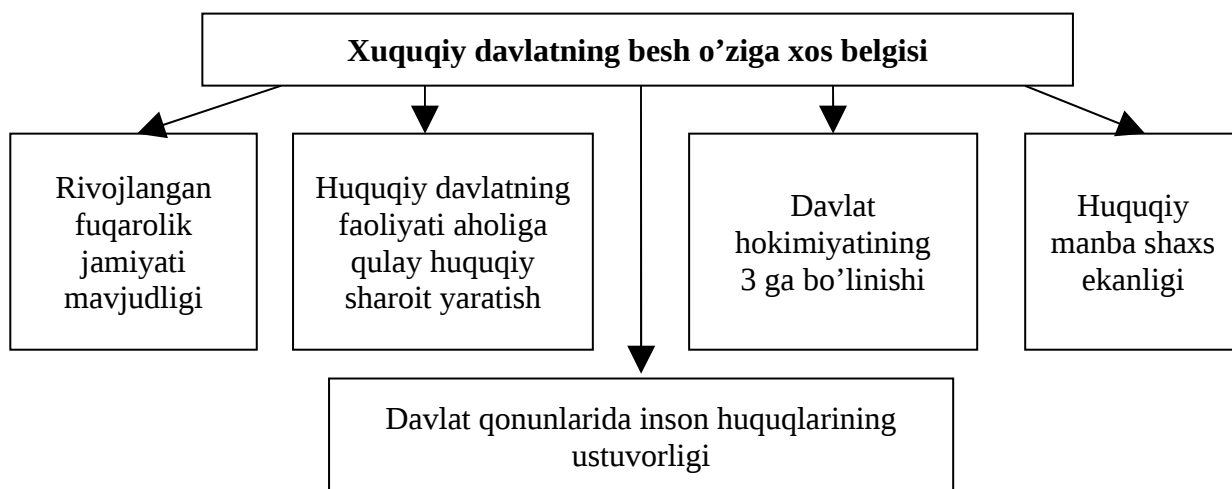 Xuquqiy davlatning besh o’ziga xos belgisi
Rivojlangan
fuqarolik
jamiyati
mavjudligi
Huquqiy davlatning
faoliyati aholiga
qulay huquqiy
sharoit yaratish
Davlat
hokimiyatining
3 ga bo’linishi
Huquqiy
manba shaxs
ekanligi
Davlat qonunlarida inson huquqlarining
ustuvorligi